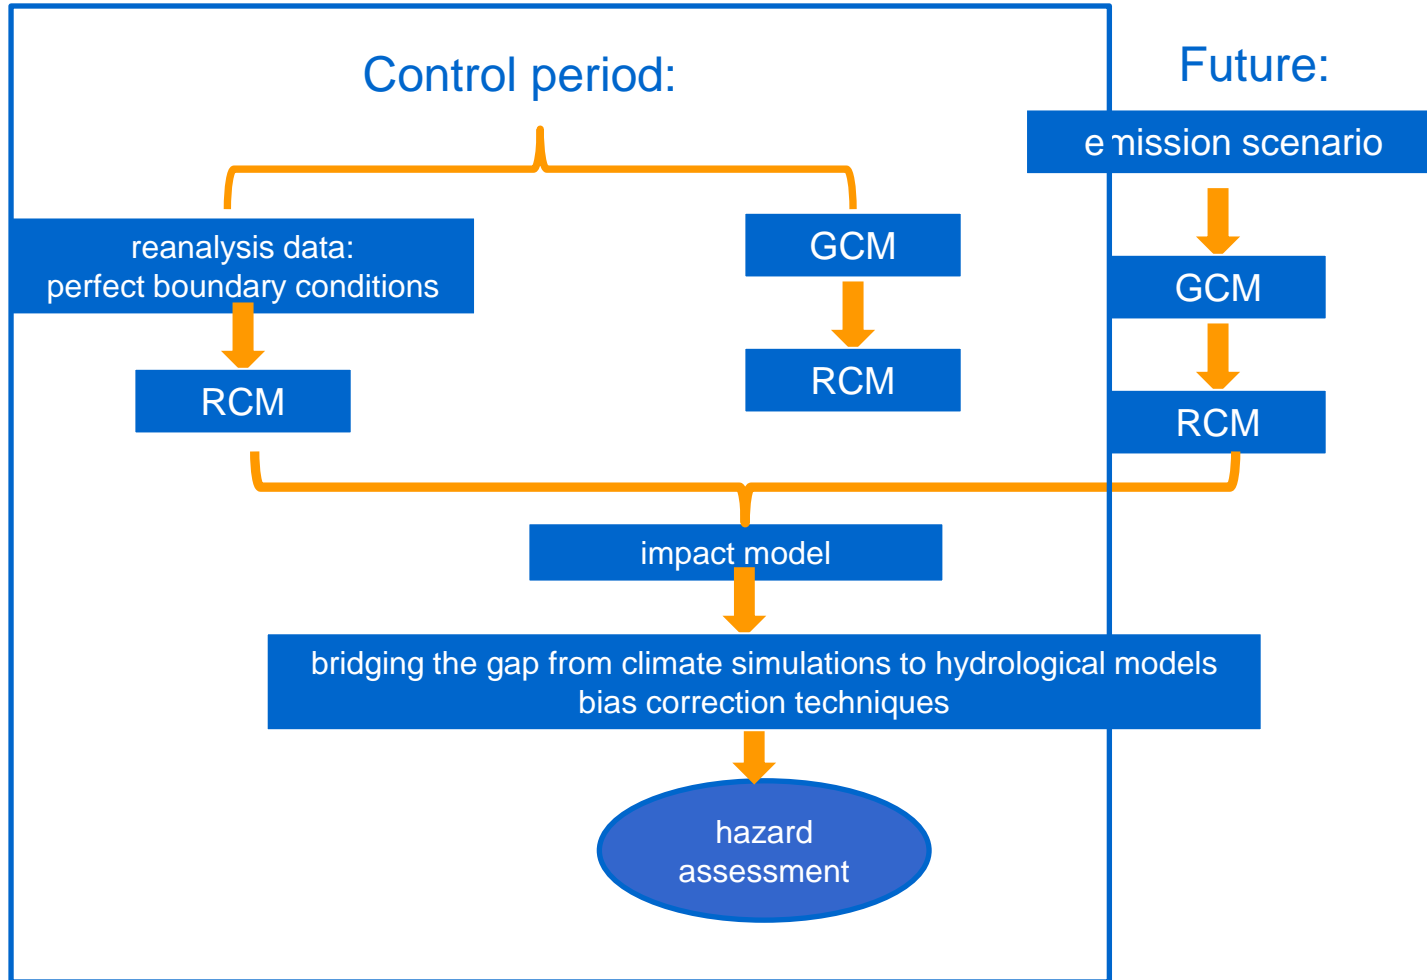 Control period:
Future:
emission scenario
reanalysis data:
perfect boundary conditions
GCM
GCM
RCM
RCM
RCM
impact model
bridging the gap from climate simulations to hydrological models
bias correction techniques
hazard
assessment